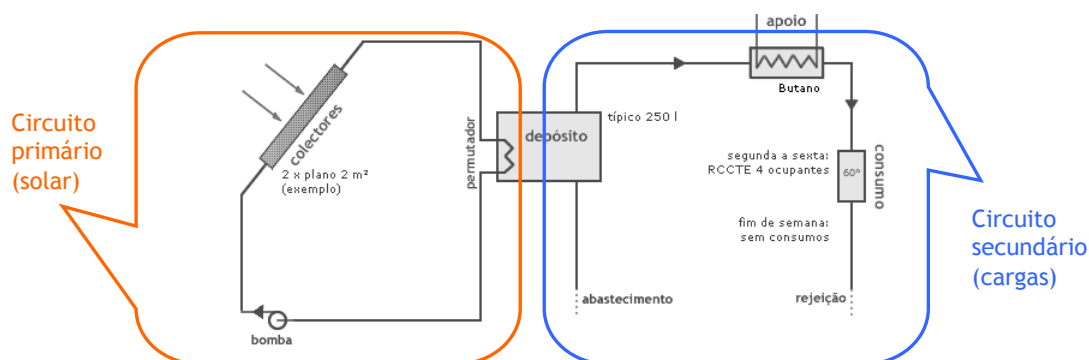 Circuito
primário
(solar)
colectores
2 x plano 2 m²
(exemplo)
bomba
permutador
depósito
típico 250 l
apoio
Butano
segunda a sexta:
RCCTE 4 ocupantes
60°
consumo
fim de semana:
sem consumos
abastecimento
rejeição
Circuito
secundário
(cargas)